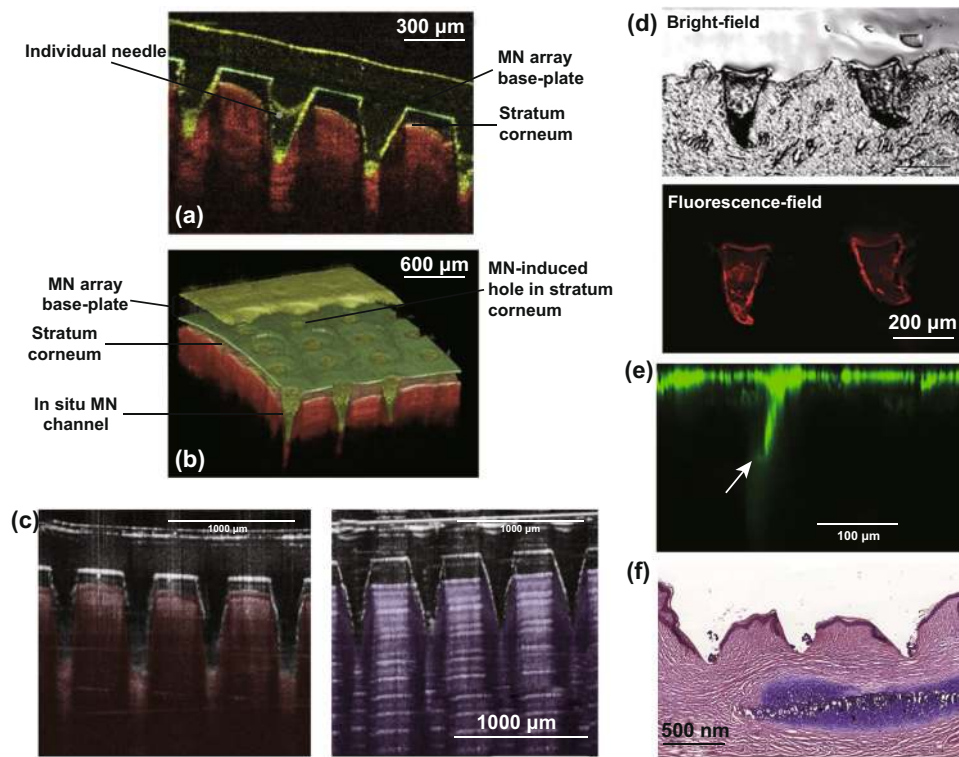 300 µm
Individual needle
MN array
base-plate
Stratum
corneum
(a)
600 µm
MN array
base-plate
MN-induced
hole in stratum
corneum
Stratum
corneum
In situ MN
channel
(b)
(c)
1000 µm
1000 µm
1000 µm
(d)
Bright-field
Fluorescence-field
200 µm
(e)
100 µm
(f)
500 nm